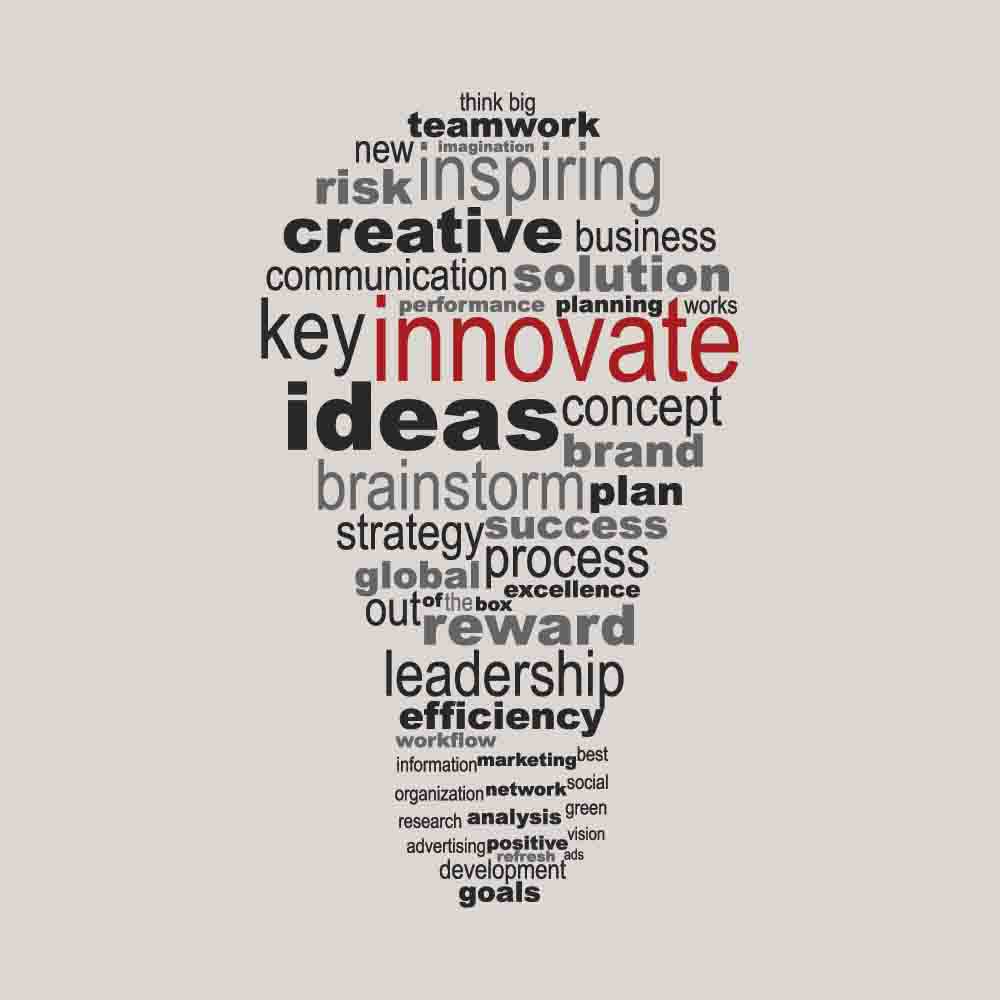 think big
teamwork
new imagination
risk inspiring
creative business
communication solution
performance planning works
key innovate
ideas concept
brand
brainstorm plan
strategy success
process
global excellence
out of the box
reward
leadership
efficiency
workflow
information marketing best
organization network social
research analysis green
advertising positive vision
refresh ads
development
goals